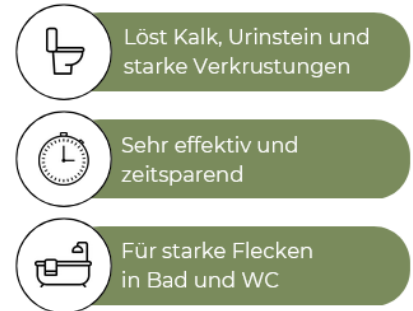 Löst Kalk, Urinstein und
starke Verkrustungen
Sehr effektiv und
zeitsparend
Für starke Flecken
in Bad und WC